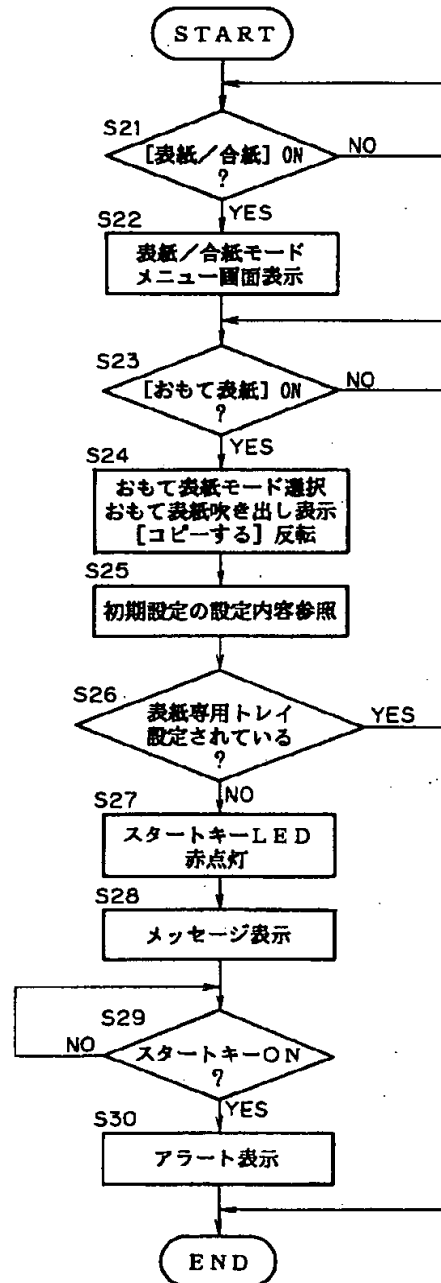 START
S21
[表紙/合紙] ON
?
NO
YES
S22
表紙/合紙モード
メニュー画面表示
S23
[おもて表紙] ON
?
NO
YES
S24
おもて表紙モード選択
おもて表紙吹き出し表示
[コピーする] 反転
S25
初期設定の設定内容参照
S26
表紙専用トレイ
設定されている
?
YES
NO
S27
スタートキーLED
赤点灯
S28
メッセージ表示
S29
スタートキーON
?
NO
YES
S30
アラート表示
END